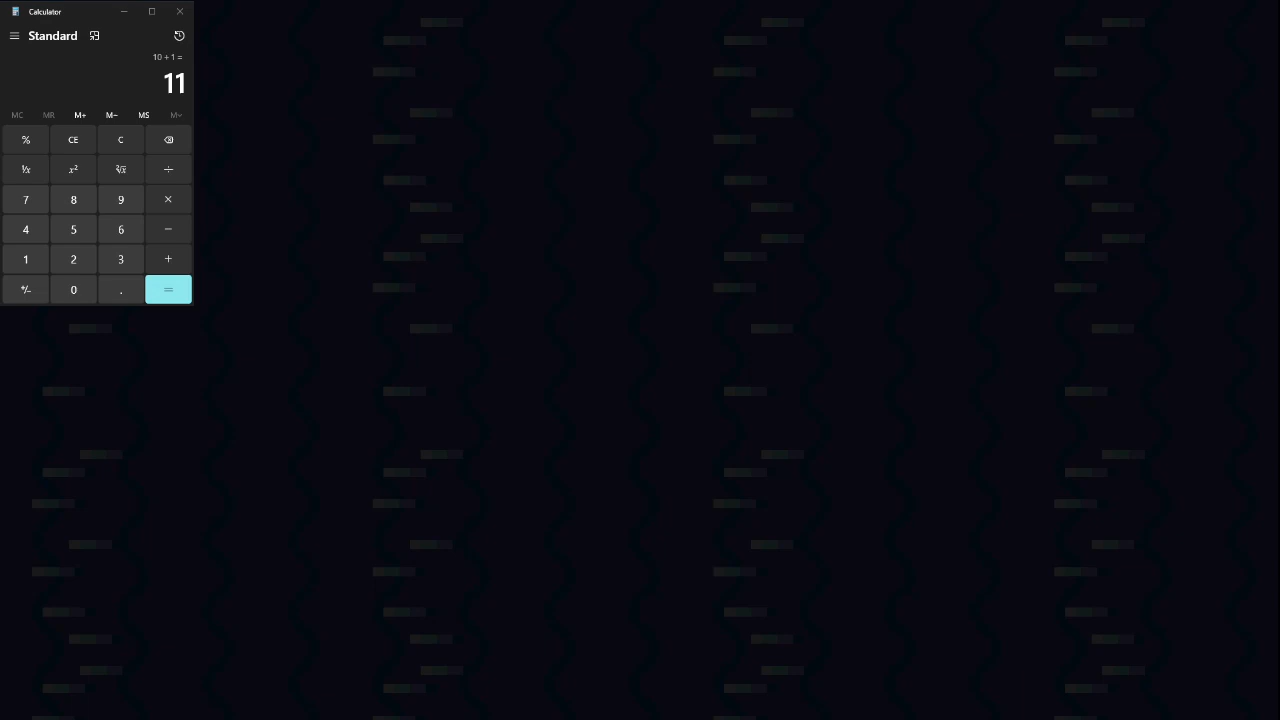 Calculator
Standard
10 + 1 =
11
MC MR M+ M− MS M˅
% CE C
¹/x x² ²√x ÷
7 8 9 ×
4 5 6 −
1 2 3 +
+/− 0 . =